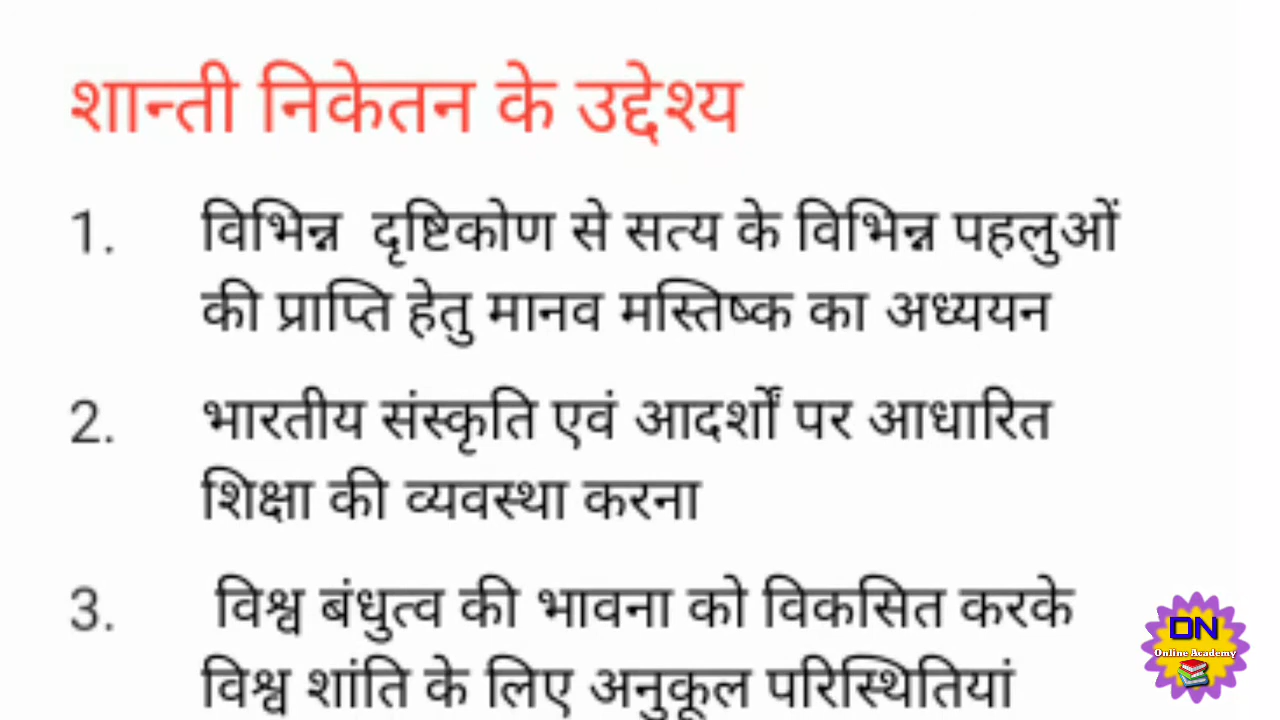 शान्ती निकेतन के उद्देश्य
1. विभिन्न दृष्टिकोण से सत्य के विभिन्न पहलुओं
की प्राप्ति हेतु मानव मस्तिष्क का अध्ययन
2. भारतीय संस्कृति एवं आदर्शों पर आधारित
शिक्षा की व्यवस्था करना
3. विश्व बंधुत्व की भावना को विकसित करके
विश्व शांति के लिए अनुकूल परिस्थितियां
DN
Online Academy